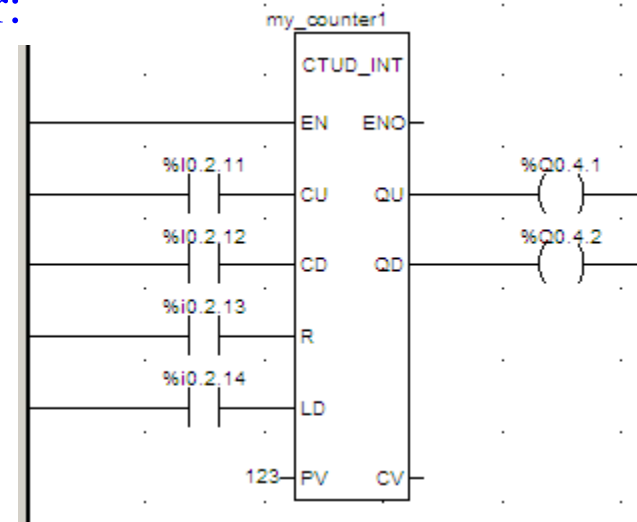 my_counter1
CTUD_INT
EN ENO
%I0.2.11 %Q0.4.1
CU QU
%I0.2.12 %Q0.4.2
CD QD
%i0.2.13
R
%i0.2.14
LD
123 PV CV